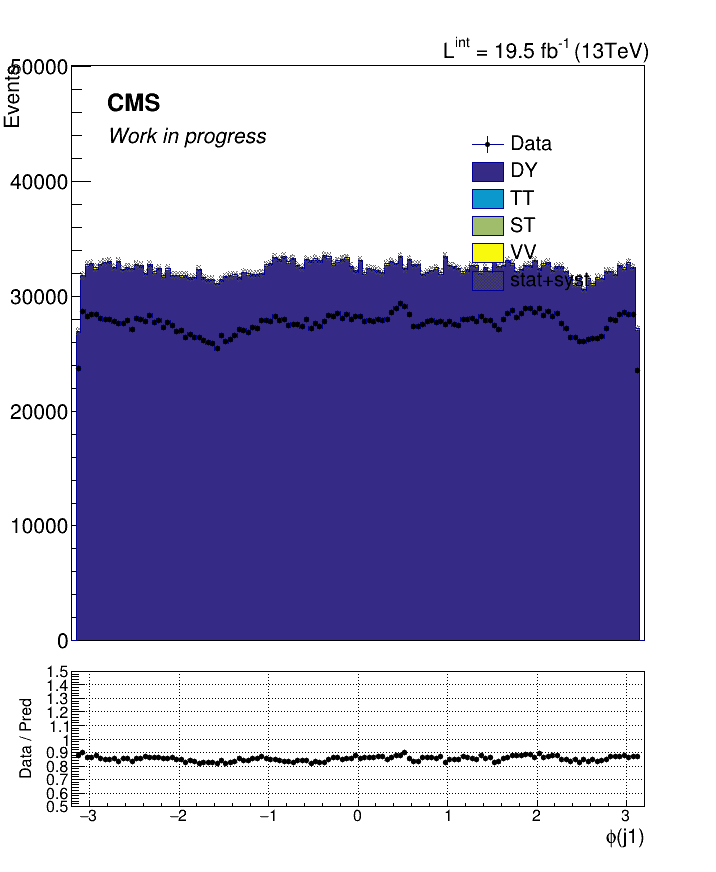 L^int = 19.5 fb^-1 (13TeV)
Events
50000
40000
30000
20000
10000
0
CMS
Work in progress
Data
DY
TT
ST
VV
stat+syst
Data / Pred
1.5
1.4
1.3
1.2
1.1
1
0.9
0.8
0.7
0.6
0.5
−3 −2 −1 0 1 2 3
ϕ(j1)